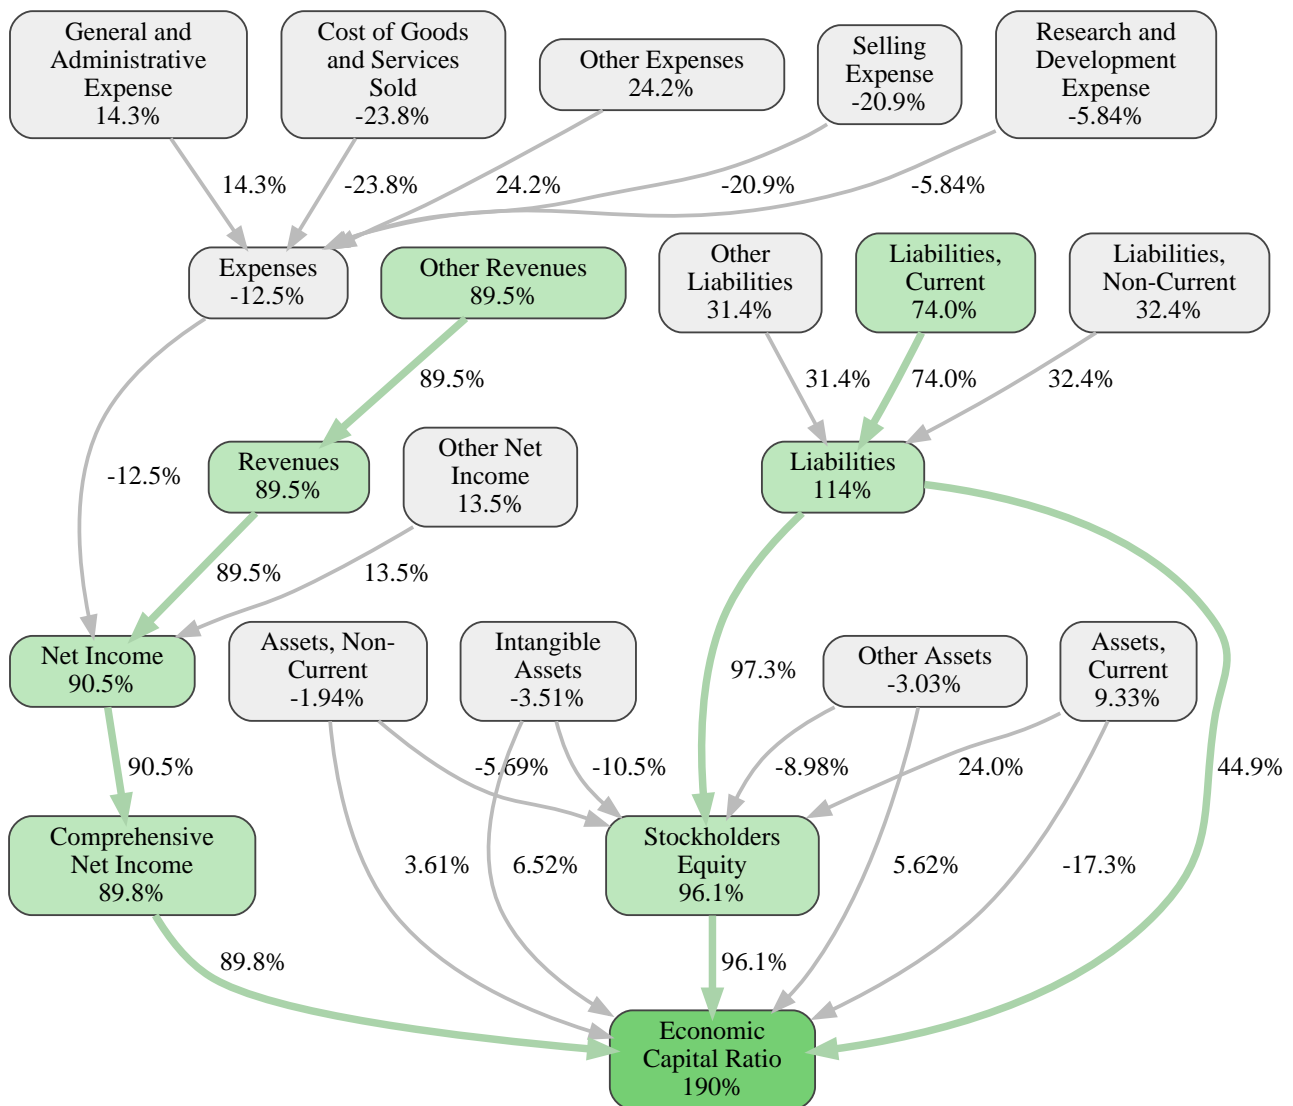 General and
Administrative
Expense
14.3%
Cost of Goods
and Services
Sold
-23.8%
Other Expenses
24.2%
Selling
Expense
-20.9%
Research and
Development
Expense
-5.84%
14.3%
-23.8%
24.2%
-20.9%
-5.84%
Expenses
-12.5%
Other Revenues
89.5%
Other
Liabilities
31.4%
Liabilities,
Current
74.0%
Liabilities,
Non-Current
32.4%
89.5%
31.4%
74.0%
32.4%
-12.5%
Revenues
89.5%
Other Net
Income
13.5%
Liabilities
114%
89.5%
13.5%
Net Income
90.5%
Assets, Non-
Current
-1.94%
Intangible
Assets
-3.51%
97.3%
Other Assets
-3.03%
Assets,
Current
9.33%
90.5%
-5.69%
-10.5%
-8.98%
24.0%
44.9%
Comprehensive
Net Income
89.8%
3.61%
6.52%
Stockholders
Equity
96.1%
5.62%
-17.3%
89.8%
96.1%
Economic
Capital Ratio
190%